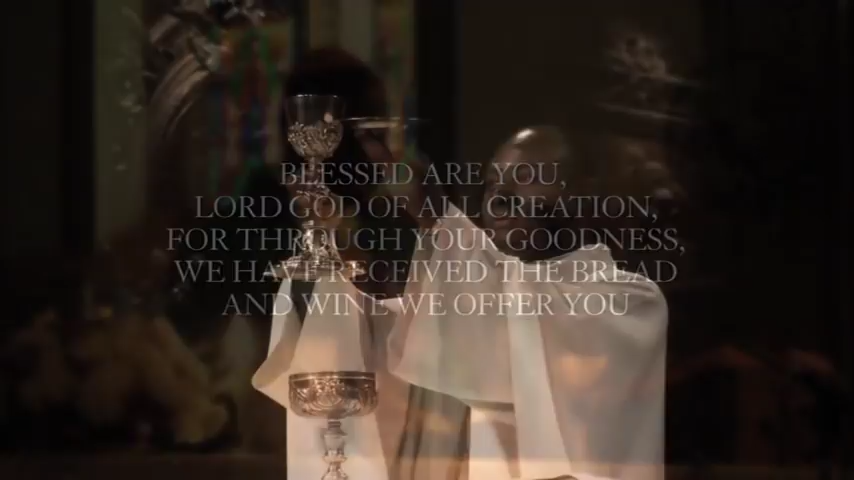 BLESSED ARE YOU,
LORD GOD OF ALL CREATION,
FOR THROUGH YOUR GOODNESS,
WE HAVE RECEIVED THE BREAD
AND WINE WE OFFER YOU